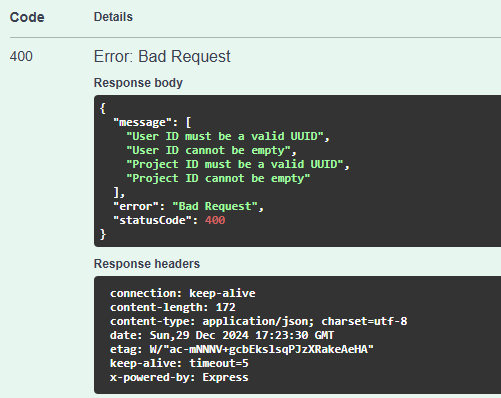 Code Details
400 Error: Bad Request
Response body
{
  "message": [
    "User ID must be a valid UUID",
    "User ID cannot be empty",
    "Project ID must be a valid UUID",
    "Project ID cannot be empty"
  ],
  "error": "Bad Request",
  "statusCode": 400
}
Response headers
connection: keep-alive
content-length: 172
content-type: application/json; charset=utf-8
date: Sun,29 Dec 2024 17:23:30 GMT
etag: W/"ac-mNNNV+gcbEkslsqPJzXRakeAeHA"
keep-alive: timeout=5
x-powered-by: Express